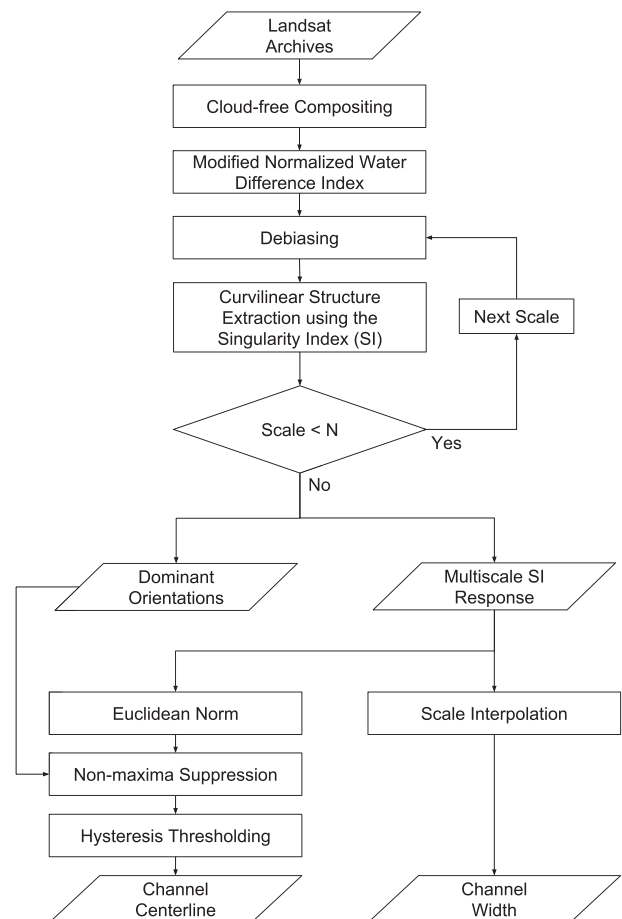 Landsat
Archives
Cloud-free Compositing
Modified Normalized Water
Difference Index
Debiasing
Curvilinear Structure
Extraction using the
Singularity Index (SI)
Next Scale
Scale < N
Yes
No
Dominant
Orientations
Multiscale SI
Response
Euclidean Norm
Scale Interpolation
Non-maxima Suppression
Hysteresis Thresholding
Channel
Centerline
Channel
Width